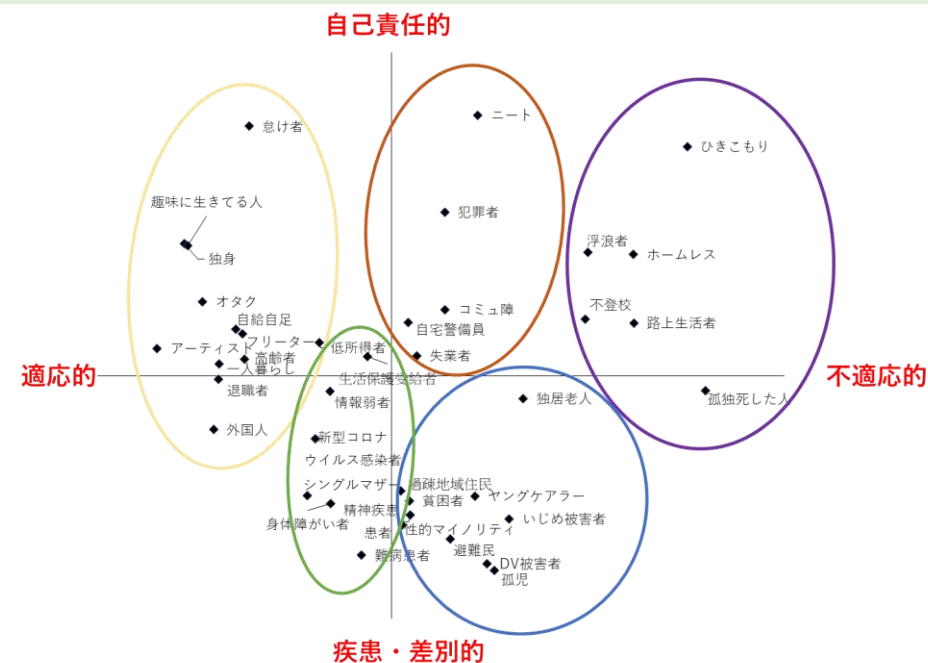 自己責任的
怠け者
ニート
ひきこもり
趣味に生きてる人
犯罪者
浮浪者
ホームレス
独身
オタク
コミュ障
不登校
自給自足
自宅警備員
路上生活者
フリーター
アーティスト
低所得者
高齢者
失業者
一人暮らし
適応的
不適応的
生活保護受給者
退職者
情報弱者
独居老人
孤独死した人
外国人
新型コロナ
ウイルス感染者
シングルマザー
過疎地域住民
ヤングケアラー
貧困者
精神疾患
患者
身体障がい者
いじめ被害者
性的マイノリティ
避難民
難病患者
DV被害者
孤児
疾患・差別的